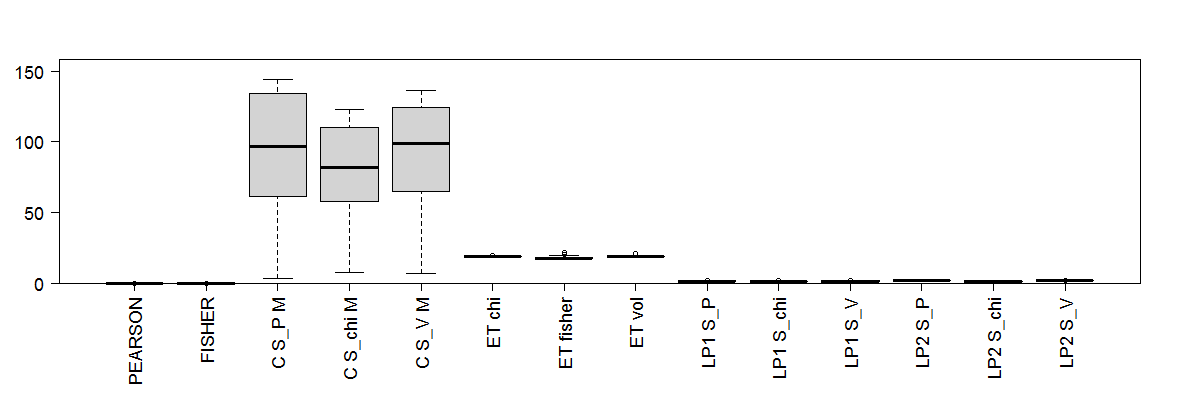 150
100
50
0
PEARSON
FISHER
C S_P M
C S_chi M
C S_V M
ET chi
ET fisher
ET vol
LP1 S_P
LP1 S_chi
LP1 S_V
LP2 S_P
LP2 S_chi
LP2 S_V